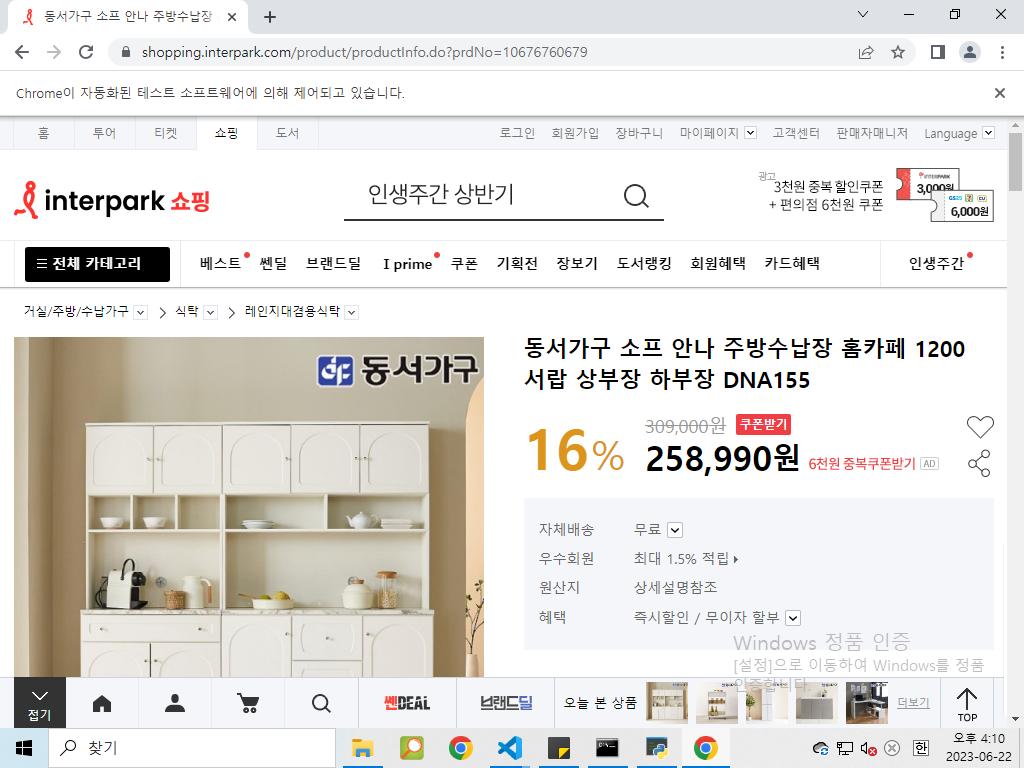 동서가구 소프 안나 주방수납장
shopping.interpark.com/product/productInfo.do?prdNo=10676760679
Chrome이 자동화된 테스트 소프트웨어에 의해 제어되고 있습니다.
홈 투어 티켓 쇼핑 도서 로그인 회원가입 장바구니 마이페이지 고객센터 판매자매니저 Language
interpark 쇼핑
인생주간 상반기
광고
3천원 중복 할인쿠폰
+ 편의점 6천원 쿠폰
interpark
3,000원
GS25 CU
6,000원
전체 카테고리 베스트 쎈딜 브랜드딜 I prime 쿠폰 기획전 장보기 도서랭킹 회원혜택 카드혜택 인생주간
거실/주방/수납가구 식탁 레인지대겸용식탁
동서가구
동서가구 소프 안나 주방수납장 홈카페 1200
서랍 상부장 하부장 DNA155
16%
309,000원 쿠폰받기
258,990원 6천원 중복쿠폰받기 AD
자체배송 무료
우수회원 최대 1.5% 적립
원산지 상세설명참조
혜택 즉시할인 / 무이자 할부
Windows 정품 인증
[설정]으로 이동하여 Windows를 정품
인증합니다.
접기
쎈DEAL
브랜드딜
오늘 본 상품
더보기
TOP
찾기
한
오후 4:10
2023-06-22